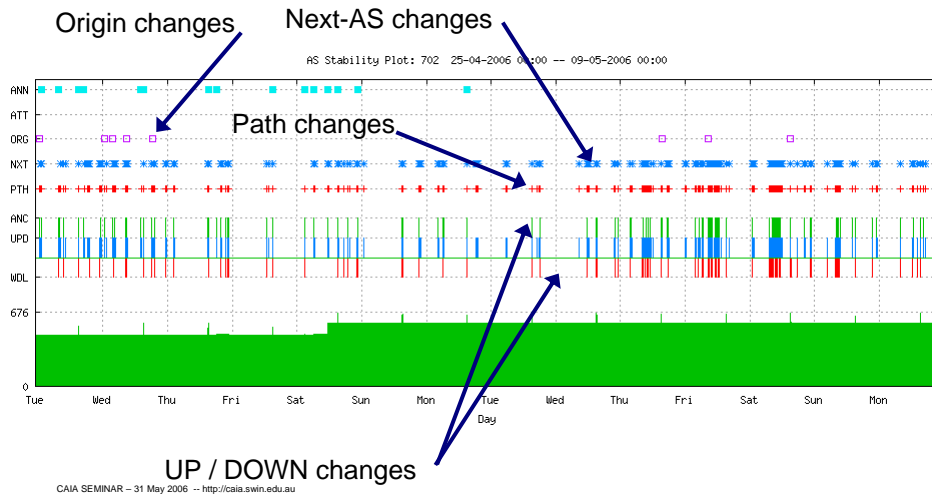 Origin changes
Next-AS changes
AS Stability Plot: 702 25-04-2006 00:00 -- 09-05-2006 00:00
ANN
ATT
Path changes
ORG
NXT
PTH
ANC
UPD
WDL
676
0
Tue Wed Thu Fri Sat Sun Mon Tue Wed Thu Fri Sat Sun Mon
Day
UP / DOWN changes
CAIA SEMINAR – 31 May 2006 -- http://caia.swin.edu.au